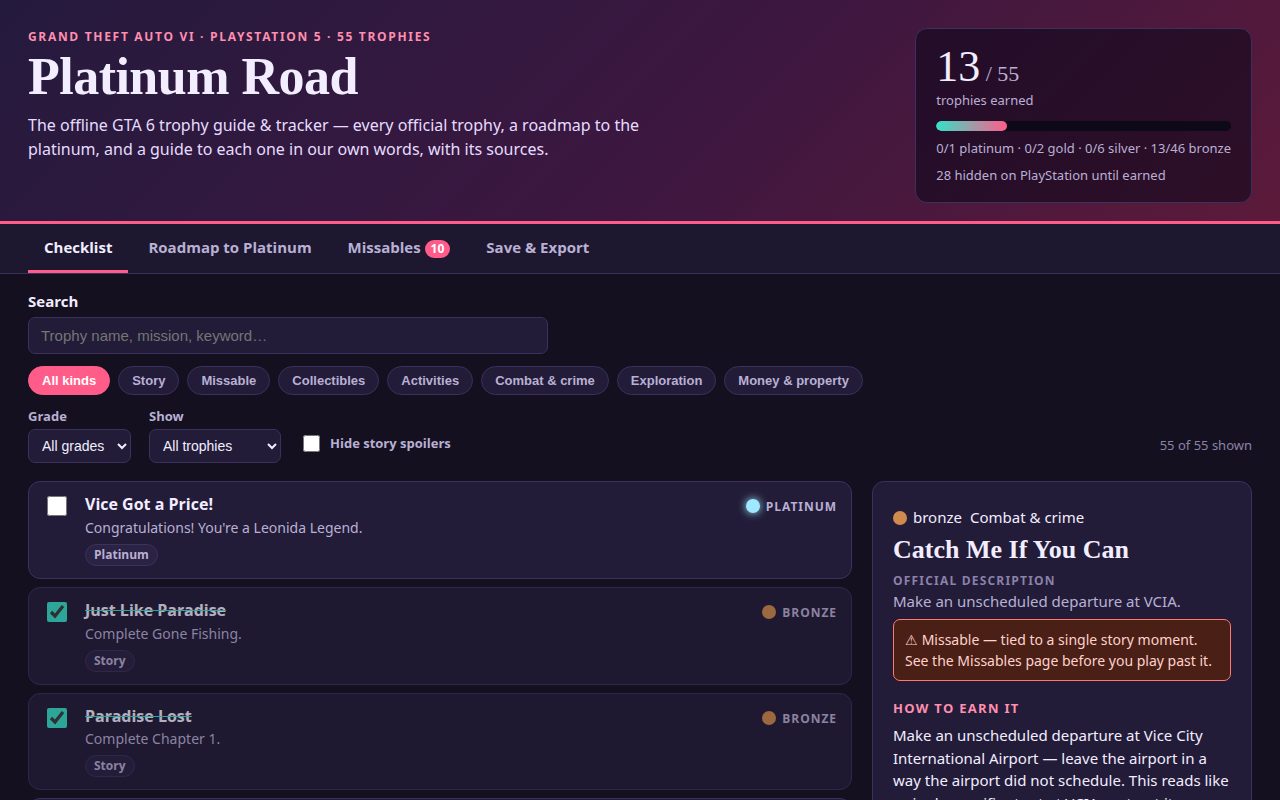 GRAND THEFT AUTO VI · PLAYSTATION 5 · 55 TROPHIES
Platinum Road
The offline GTA 6 trophy guide & tracker — every official trophy, a roadmap to the
platinum, and a guide to each one in our own words, with its sources.
13 / 55
trophies earned
0/1 platinum · 0/2 gold · 0/6 silver · 13/46 bronze
28 hidden on PlayStation until earned
Checklist
Roadmap to Platinum
Missables 10
Save & Export
Search
Trophy name, mission, keyword…
All kinds
Story
Missable
Collectibles
Activities
Combat & crime
Exploration
Money & property
Grade
Show
All grades
All trophies
Hide story spoilers
55 of 55 shown
Vice Got a Price!
PLATINUM
Congratulations! You're a Leonida Legend.
Platinum
Just Like Paradise
BRONZE
Complete Gone Fishing.
Story
Paradise Lost
BRONZE
Complete Chapter 1.
Story
bronze Combat & crime
Catch Me If You Can
OFFICIAL DESCRIPTION
Make an unscheduled departure at VCIA.
⚠ Missable — tied to a single story moment.
See the Missables page before you play past it.
HOW TO EARN IT
Make an unscheduled departure at Vice City
International Airport — leave the airport in a
way the airport did not schedule. This reads like